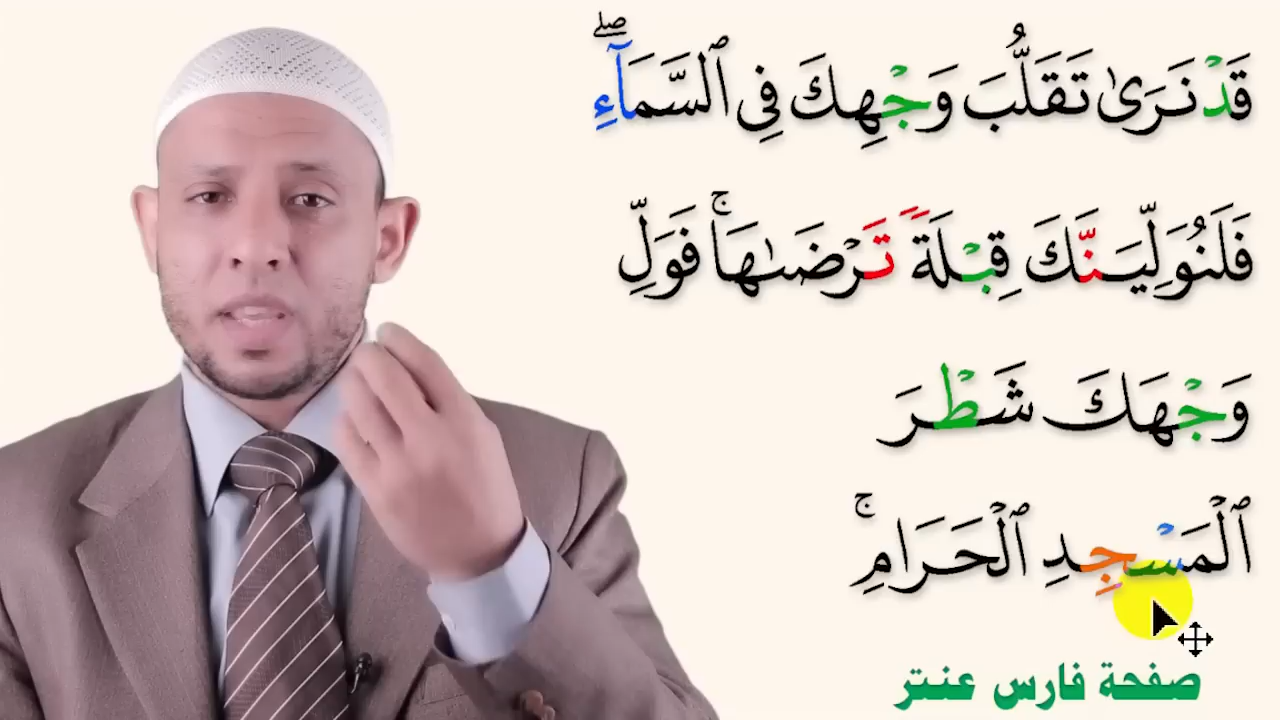 قَدْ نَرَىٰ تَقَلُّبَ وَجْهِكَ فِى ٱلسَّمَآءِ ۖ
فَلَنُوَلِّيَنَّكَ قِبْلَةً تَرْضَىٰهَا ۚ فَوَلِّ
وَجْهَكَ شَطْرَ
ٱلْمَسْجِدِ ٱلْحَرَامِ ۚ
صفحة فارس عنتر